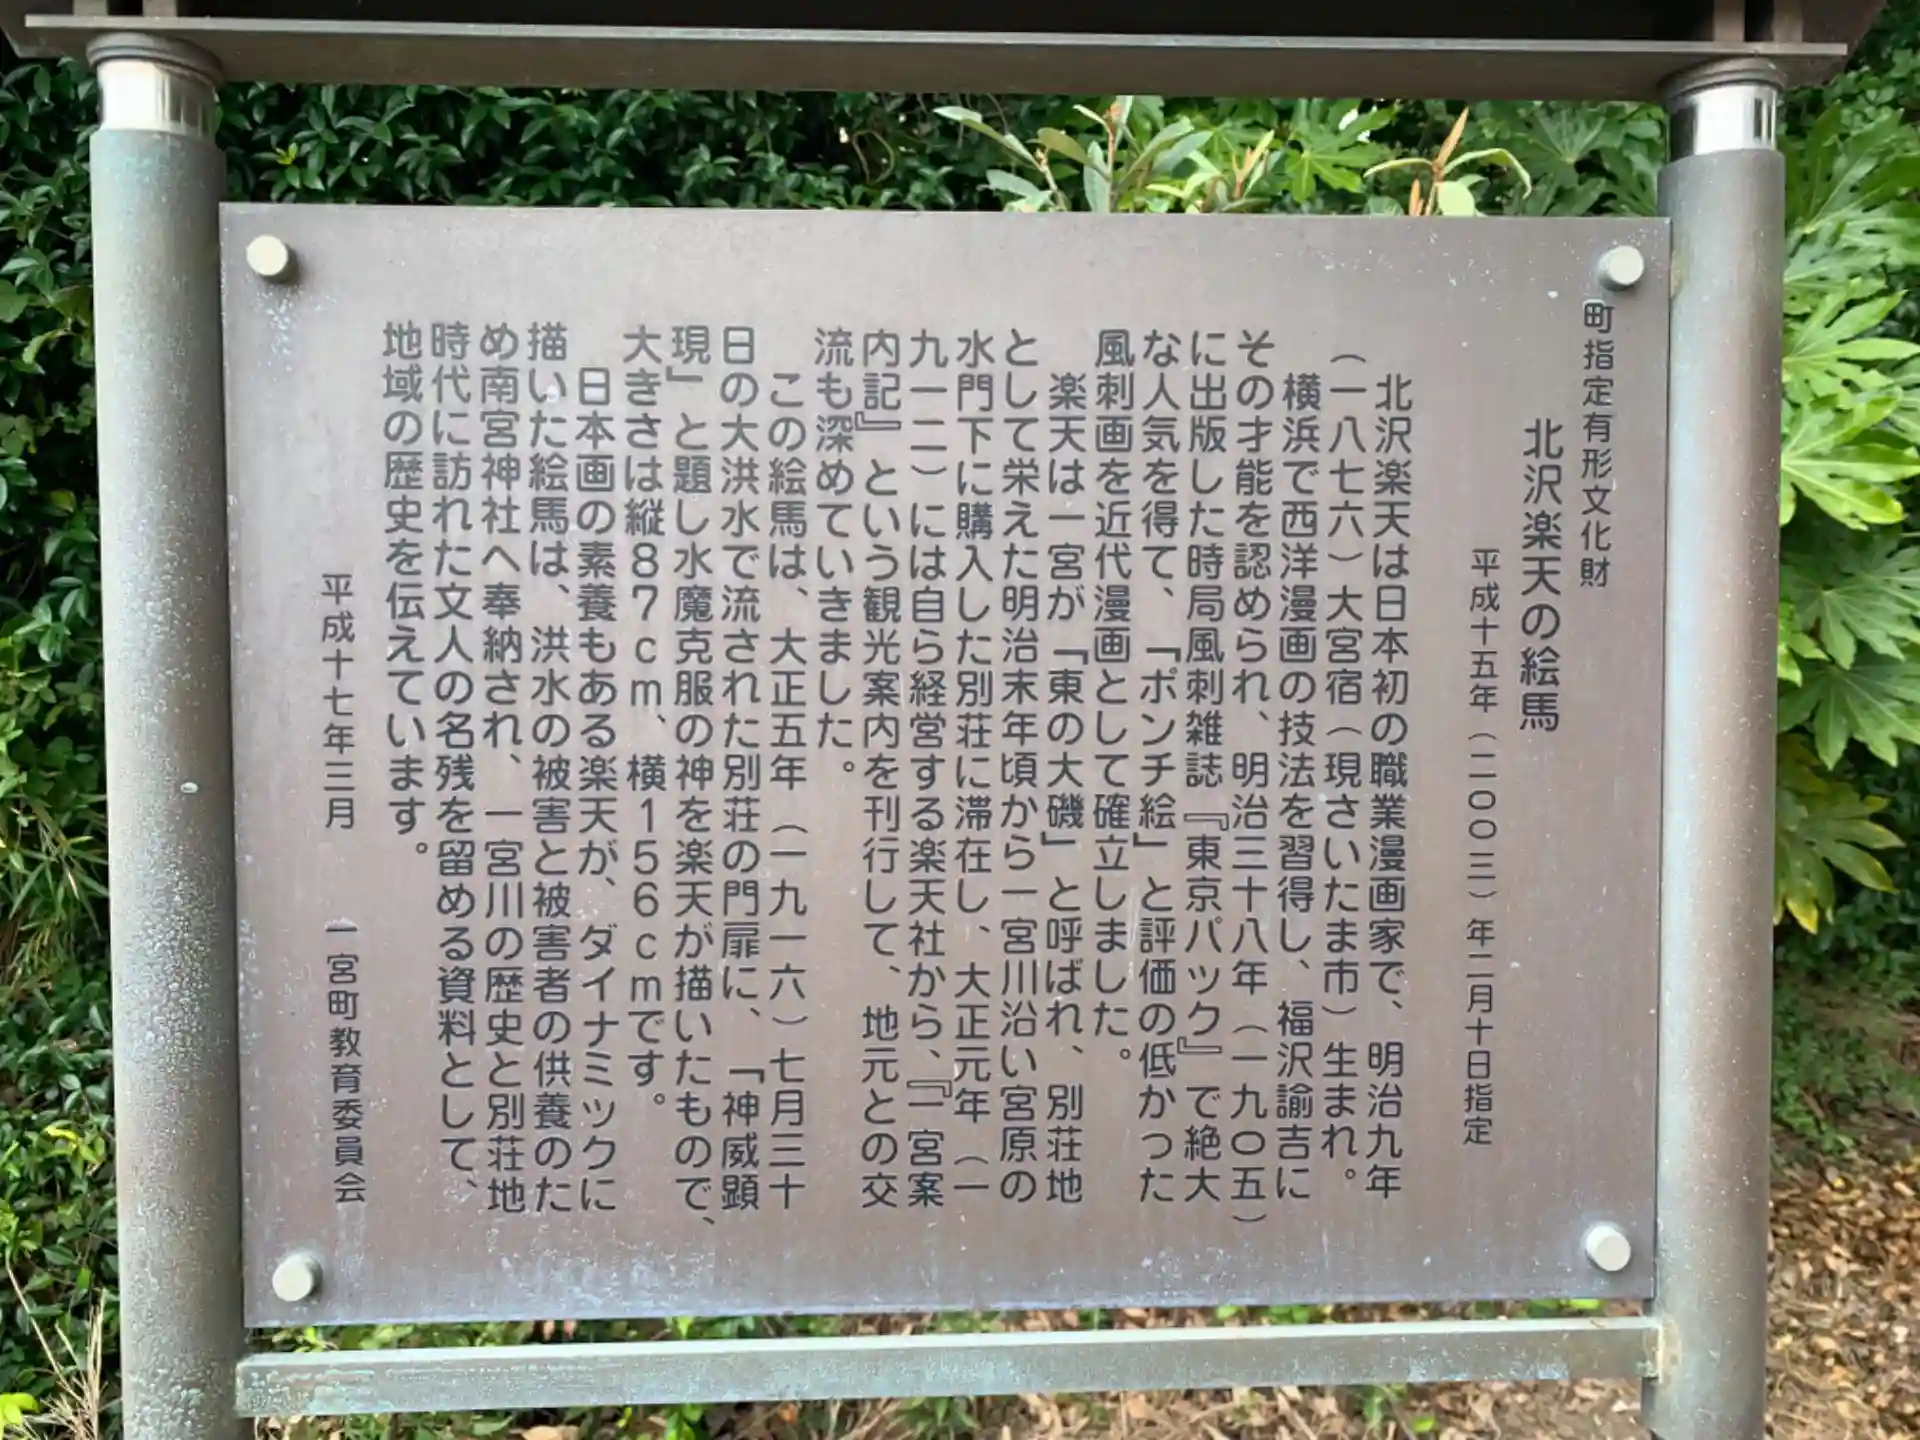 町指定有形文化財
北沢楽天の絵馬
平成十五年（二〇〇三）年二月十日指定
北沢楽天は日本初の職業漫画家で、明治九年
（一八七六）大宮宿（現さいたま市）生まれ。
横浜で西洋漫画の技法を習得し、福沢諭吉に
その才能を認められ、明治三十八年（一九〇五）
に出版した時局風刺雑誌『東京パック』で絶大
な人気を得て、「ポンチ絵」と評価の低かった
風刺画を近代漫画として確立しました。
楽天は一宮が「東の大磯」と呼ばれ、別荘地
として栄えた明治末年頃から一宮川沿い宮原の
水門下に購入した別荘に滞在し、大正元年（一
九一二）には自ら経営する楽天社から、『一宮案
内記』という観光案内を刊行して、地元との交
流も深めていきました。
この絵馬は、大正五年（一九一六）七月三十
日の大洪水で流された別荘の門扉に、「神威顕
現」と題し水魔克服の神を楽天が描いたもので、
大きさは縦８７ｃｍ、横１５６ｃｍです。
日本画の素養もある楽天が、ダイナミックに
描いた絵馬は、洪水の被害と被害者の供養のた
め南宮神社へ奉納され、一宮川の歴史と別荘地
時代に訪れた文人の名残を留める資料として、
地域の歴史を伝えています。
平成十七年三月　一宮町教育委員会